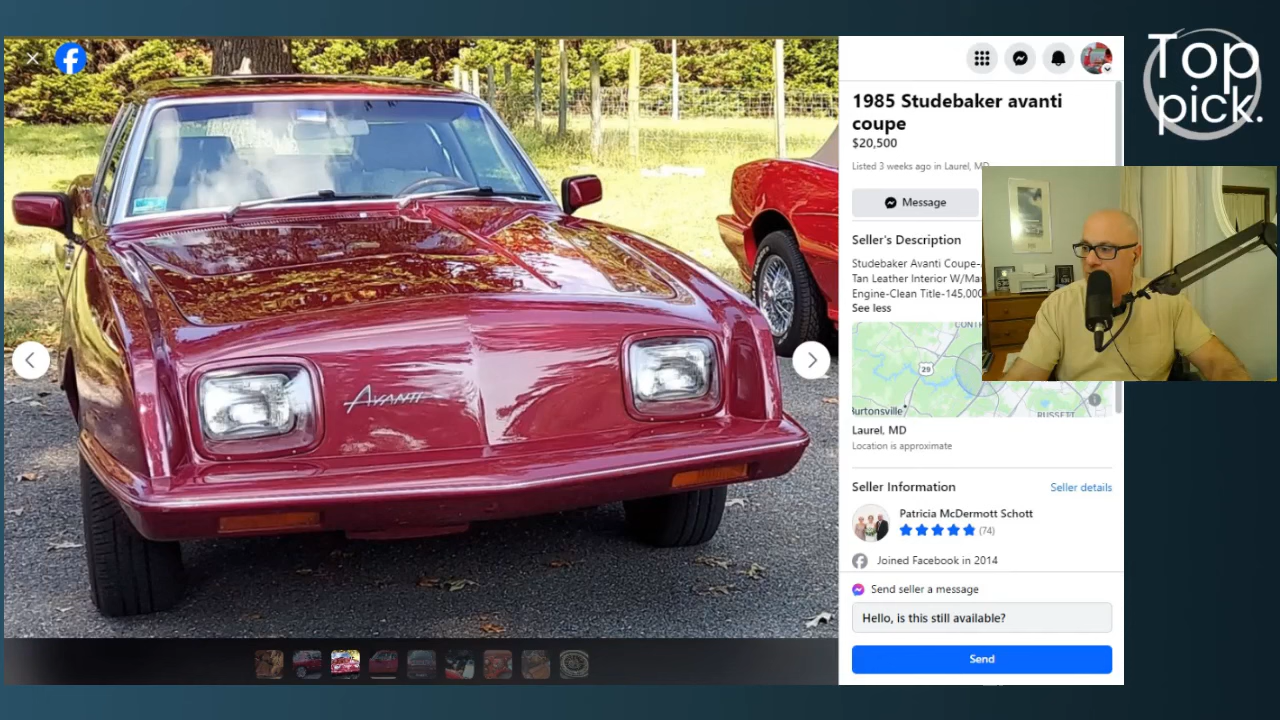 Top
pick.
1985 Studebaker avanti
coupe
$20,500
Listed 3 weeks ago in Laurel, MD
Message
Seller's Description
Studebaker Avanti Coupe-
Tan Leather Interior W/Ma
Engine-Clean Title-145,000
See less
29
Burtonsville
RUSSETT
Laurel, MD
Location is approximate
Seller Information
Seller details
Patricia McDermott Schott
(74)
Joined Facebook in 2014
Send seller a message
Hello, is this still available?
Send
Avanti